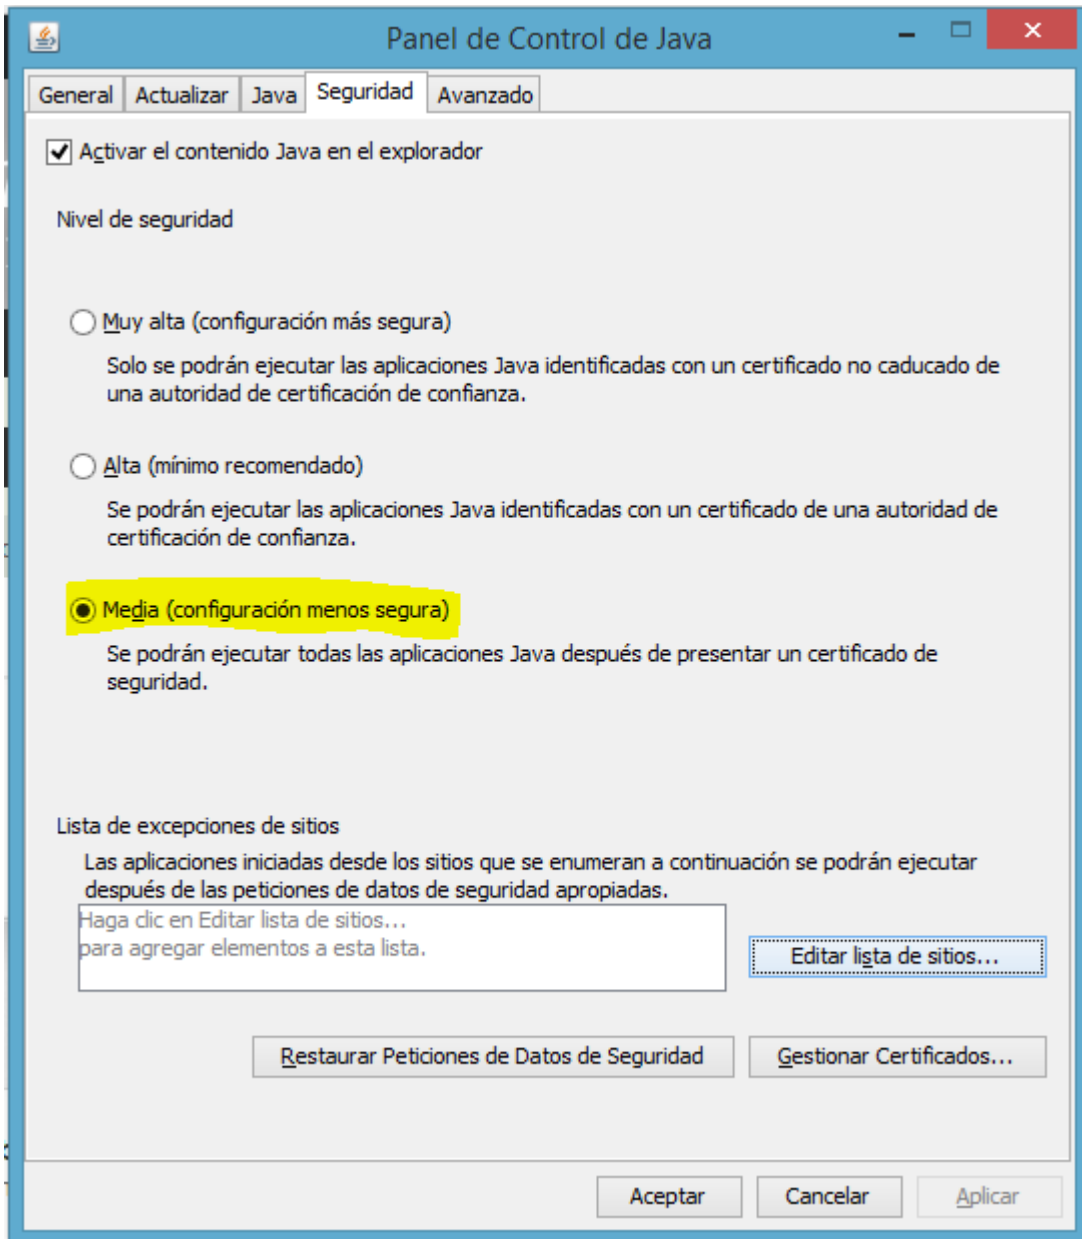 Panel de Control de Java
General Actualizar Java Seguridad Avanzado
Activar el contenido Java en el explorador
Nivel de seguridad
Muy alta (configuración más segura)
Solo se podrán ejecutar las aplicaciones Java identificadas con un certificado no caducado de
una autoridad de certificación de confianza.
Alta (mínimo recomendado)
Se podrán ejecutar las aplicaciones Java identificadas con un certificado de una autoridad de
certificación de confianza.
Media (configuración menos segura)
Se podrán ejecutar todas las aplicaciones Java después de presentar un certificado de
seguridad.
Lista de excepciones de sitios
Las aplicaciones iniciadas desde los sitios que se enumeran a continuación se podrán ejecutar
después de las peticiones de datos de seguridad apropiadas.
Haga clic en Editar lista de sitios...
para agregar elementos a esta lista.
Editar lista de sitios...
Restaurar Peticiones de Datos de Seguridad Gestionar Certificados...
Aceptar Cancelar Aplicar